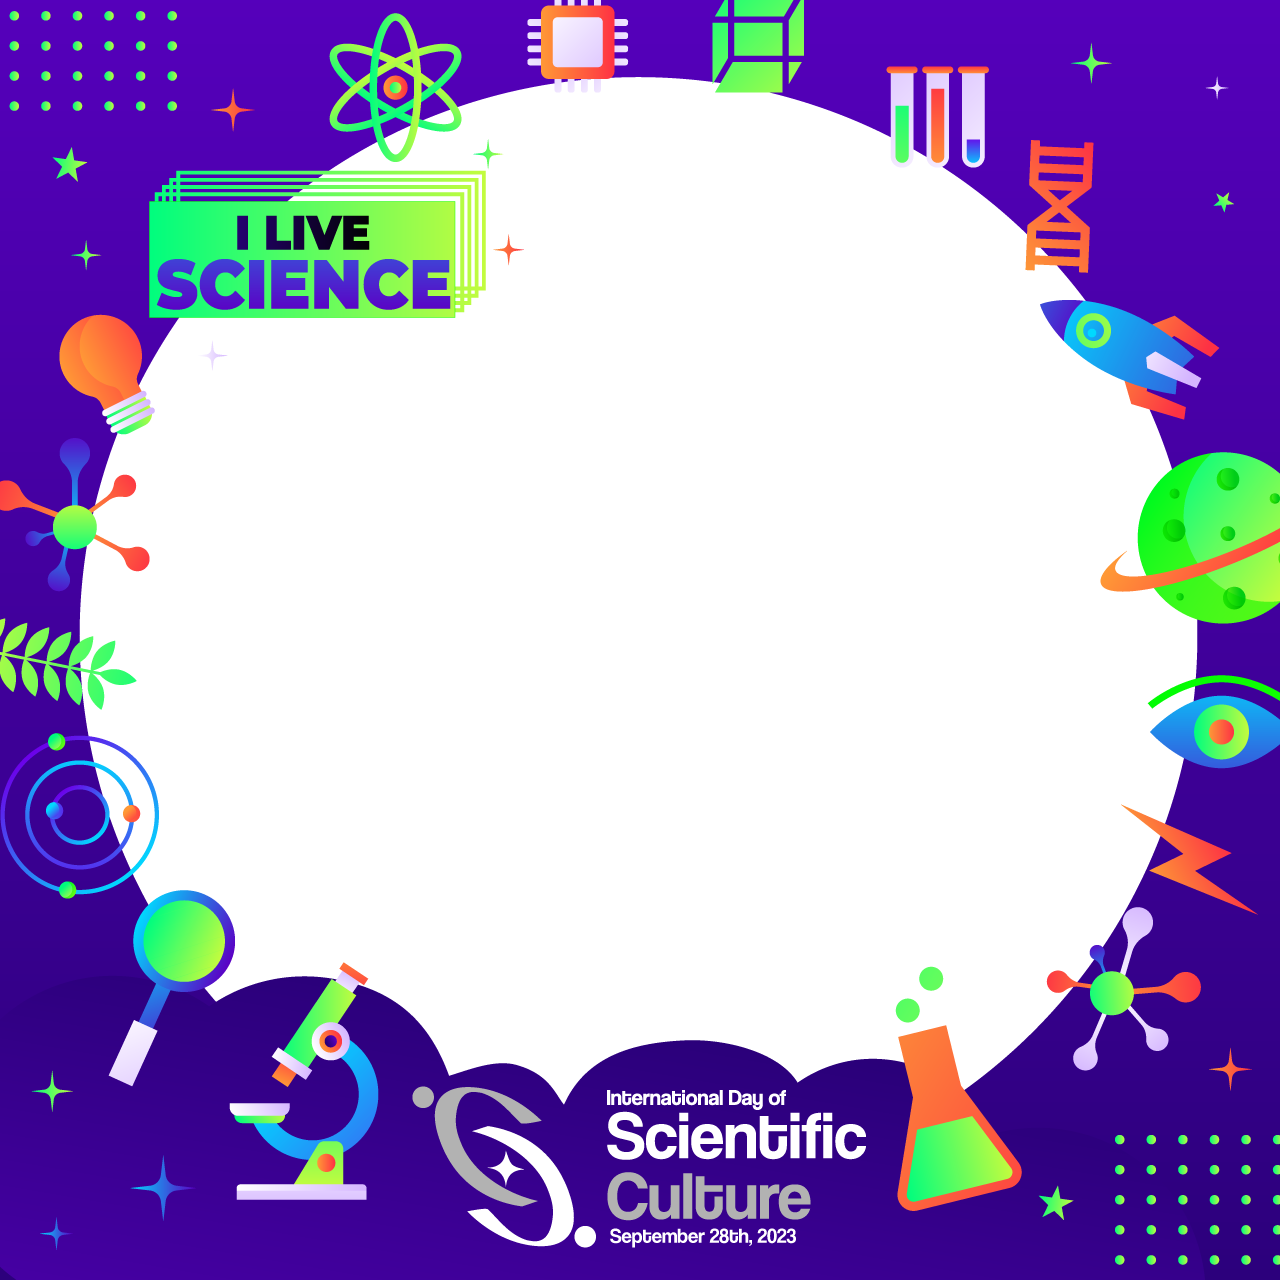 I LIVE
SCIENCE
International Day of
Scientific
Culture
September 28th, 2023